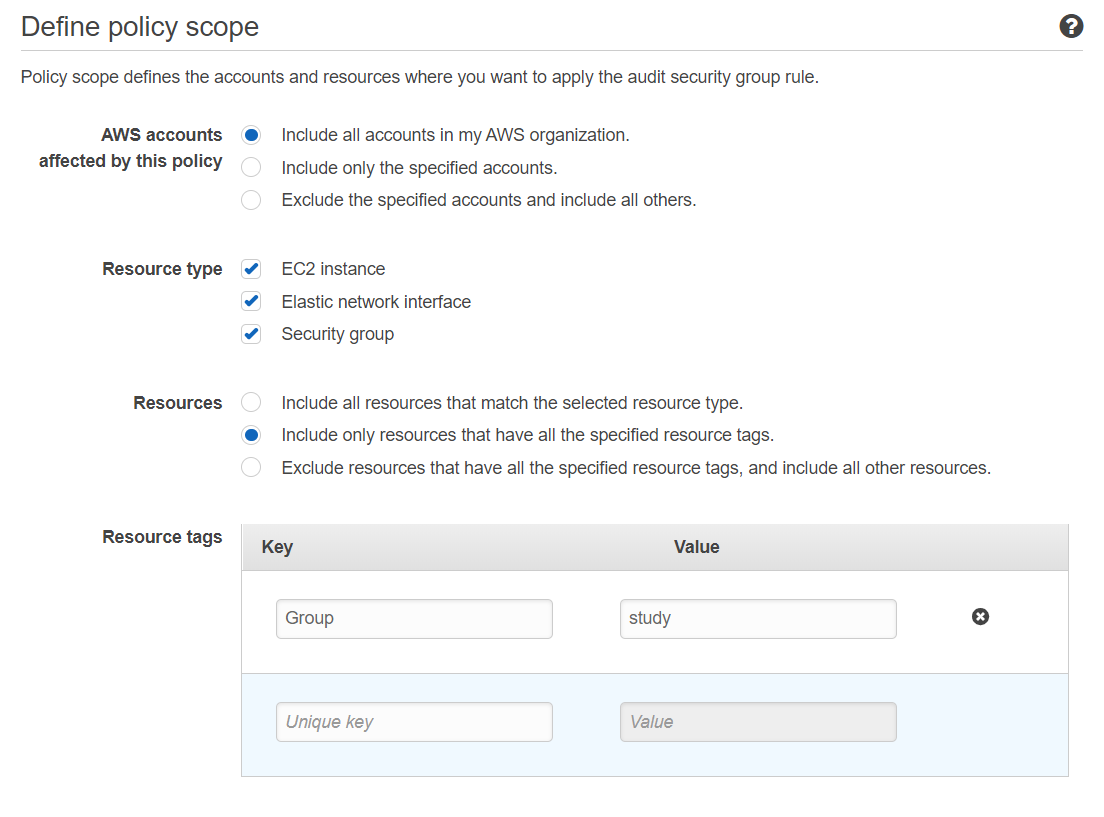 Define policy scope
Policy scope defines the accounts and resources where you want to apply the audit security group rule.
AWS accounts
affected by this policy
Include all accounts in my AWS organization.
Include only the specified accounts.
Exclude the specified accounts and include all others.
Resource type
EC2 instance
Elastic network interface
Security group
Resources
Include all resources that match the selected resource type.
Include only resources that have all the specified resource tags.
Exclude resources that have all the specified resource tags, and include all other resources.
Resource tags
Key Value
Group study
Unique key Value